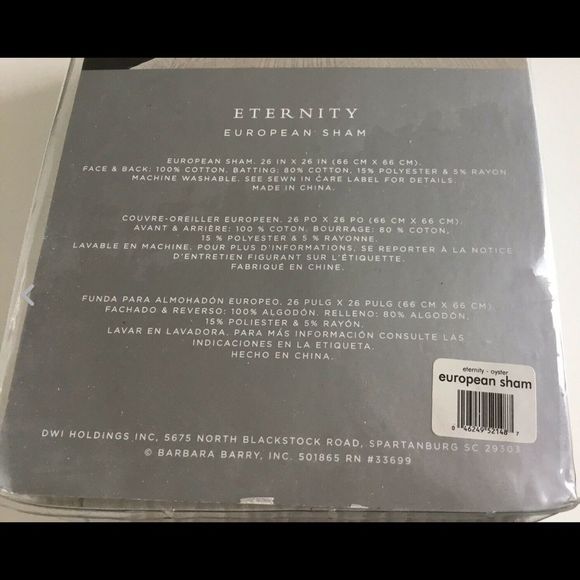 ETERNITY
EUROPEAN SHAM
EUROPEAN SHAM. 26 IN X 26 IN (66 CM X 66 CM).
FACE & BACK: 100% COTTON, BATTING: 80% COTTON, 15% POLYESTER & 5% RAYON
MACHINE WASHABLE. SEE SEWN IN CARE LABEL FOR DETAILS.
MADE IN CHINA.
COUVRE-OREILLER EUROPEEN. 26 PO X 26 PO (66 CM X 66 CM).
AVANT & ARRIÈRE: 100 % COTON. BOURRAGE: 80 % COTON,
15 % POLYESTER & 5 % RAYONNE.
LAVABLE EN MACHINE. POUR PLUS D'INFORMATIONS, SE REPORTER À LA NOTICE
D'ENTRETIEN FIGURANT SUR L'ÉTIQUETTE.
FABRIQUÉ EN CHINE.
FUNDA PARA ALMOHADÓN EUROPEO. 26 PULG X 26 PULG (66 CM X 66 CM).
FACHADO & REVERSO: 100% ALGODÓN. RELLENO: 80% ALGODÓN,
15% POLIESTER & 5% RAYÓN.
LAVAR EN LAVADORA. PARA MÁS INFORMACIÓN CONSULTE LAS
INDICACIONES EN LA ETIQUETA.
HECHO EN CHINA.
eternity - oyster
european sham
0 46249 52148 7
DWI HOLDINGS INC, 5675 NORTH BLACKSTOCK ROAD, SPARTANBURG SC 29303
© BARBARA BARRY, INC. 501865 RN #33699